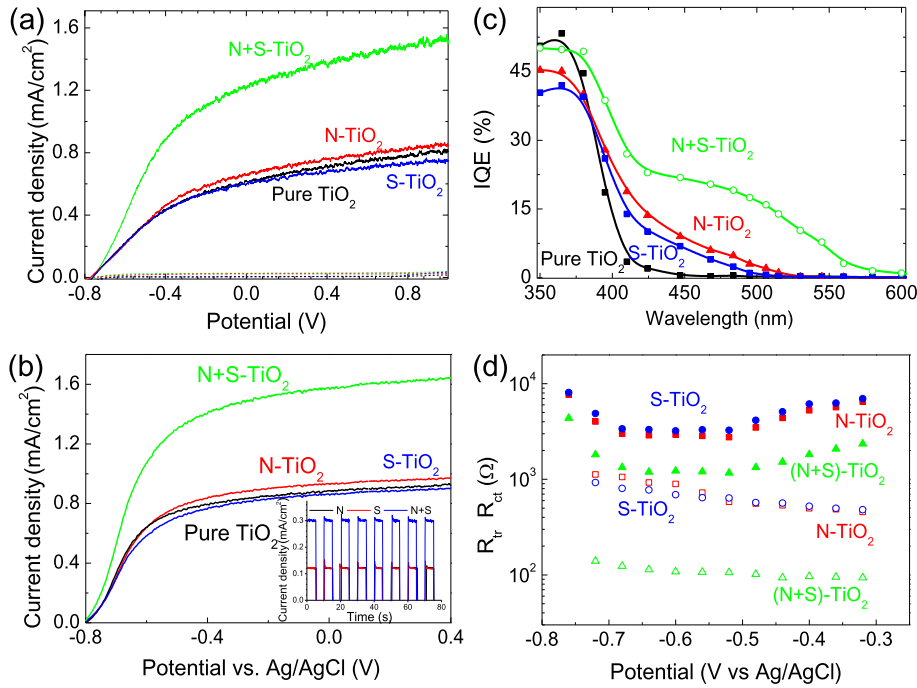 (a)
1.6
1.2
0.8
0.4
0.0
Current density (mA/cm²)
N+S-TiO₂
N-TiO₂
Pure TiO₂
S-TiO₂
-0.8
-0.4
0.0
0.4
0.8
Potential (V)
(c)
45
30
15
0
IQE (%)
N+S-TiO₂
N-TiO₂
S-TiO₂
Pure TiO₂
350
400
450
500
550
600
Wavelength (nm)
(b)
1.6
1.2
0.8
0.4
0.0
Current density (mA/cm²)
N+S-TiO₂
N-TiO₂
S-TiO₂
Pure TiO₂
N
S
N+S
0.4
0.3
0.2
0.1
0.0
Current density (mA/cm²)
0
20
40
60
80
Time (s)
-0.8
-0.4
0.0
0.4
Potential vs. Ag/AgCl (V)
(d)
10⁴
10³
10²
Rtr Rct (Ω)
S-TiO₂
N-TiO₂
(N+S)-TiO₂
S-TiO₂
N-TiO₂
(N+S)-TiO₂
-0.8
-0.7
-0.6
-0.5
-0.4
-0.3
Potential (V vs Ag/AgCl)